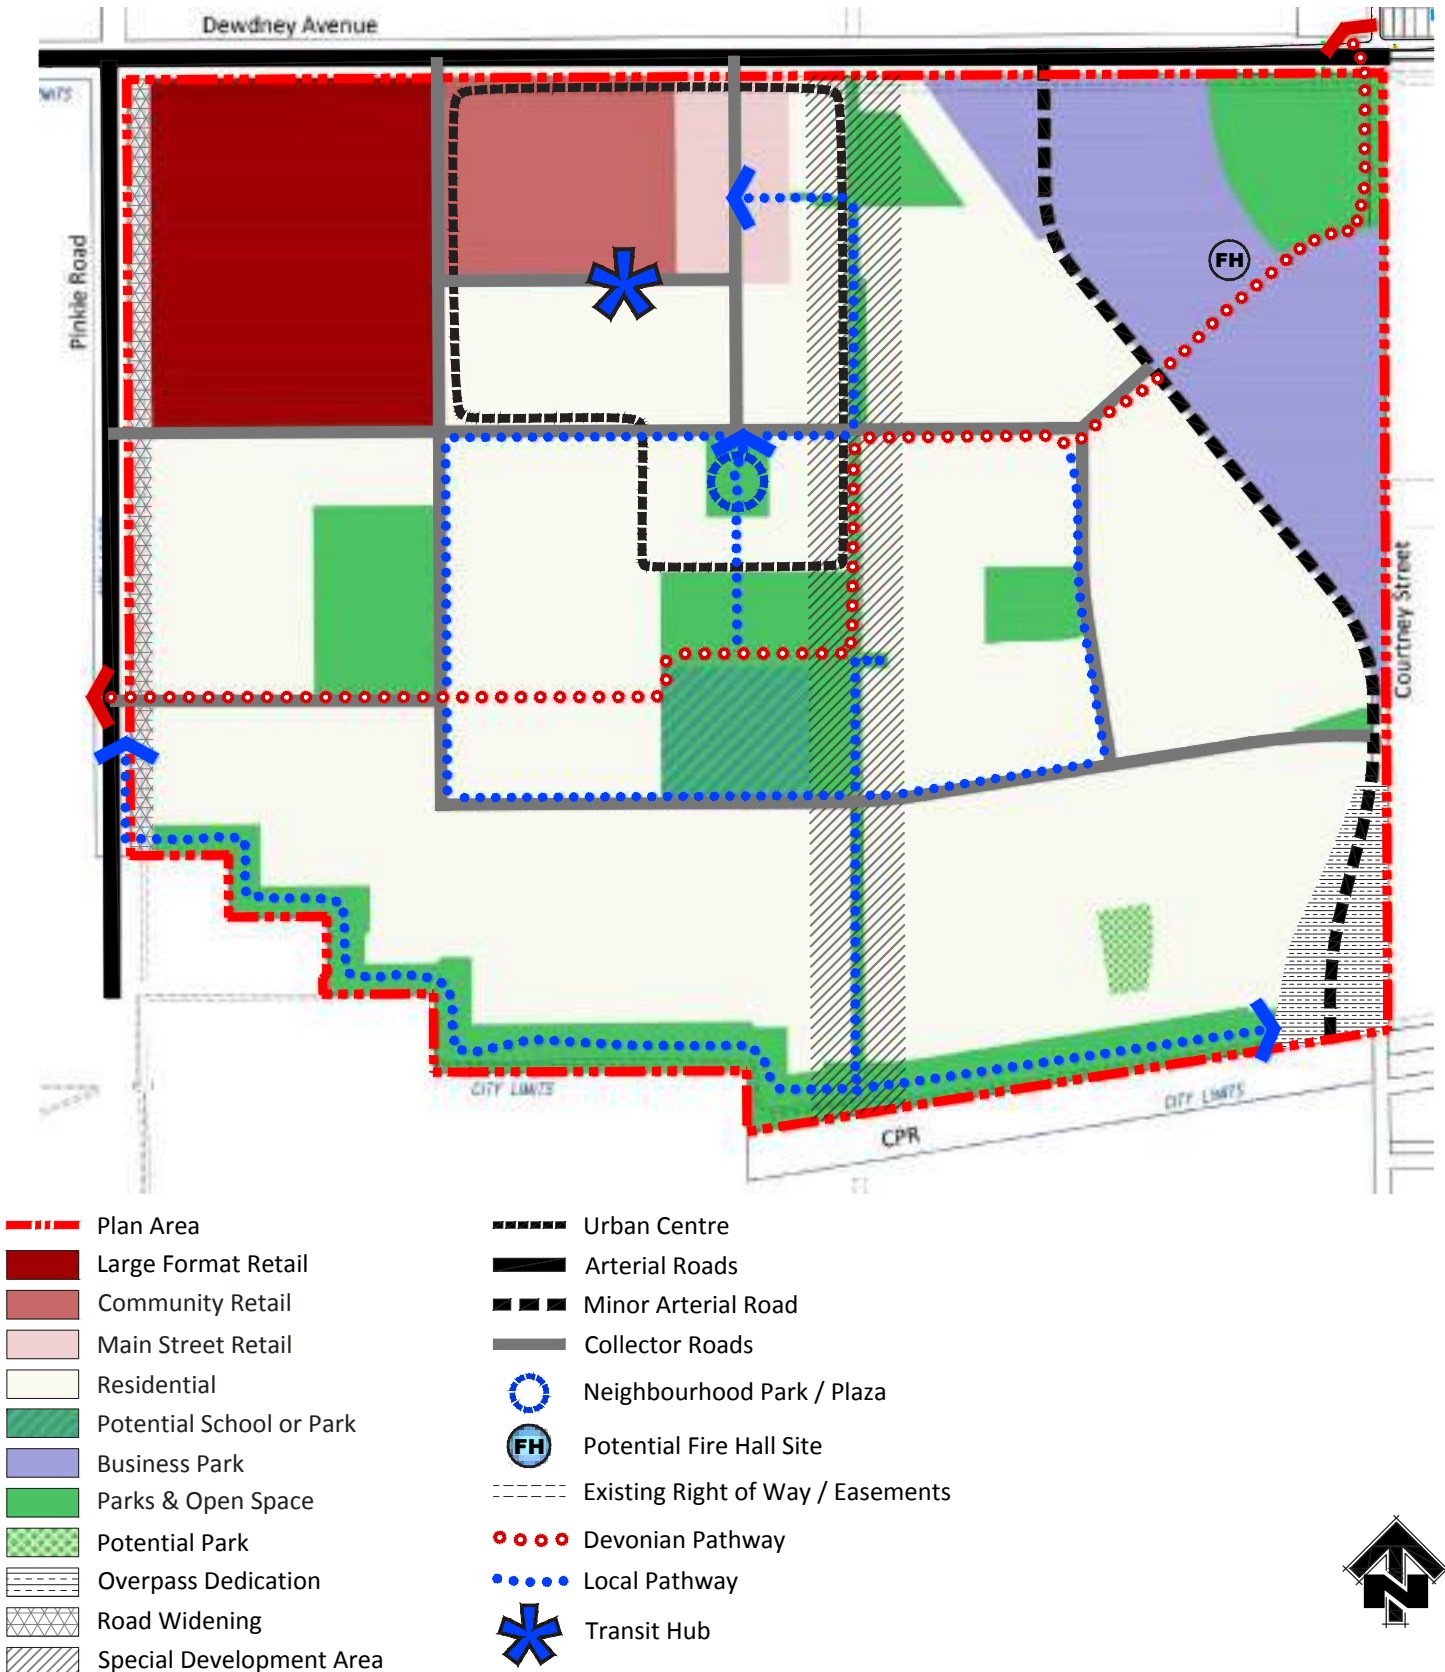 Dewdney Avenue
Pinkie Road
FH
Courtney Street
CITY LIMITS
CITY LIMITS
CPR
Plan Area
Large Format Retail
Community Retail
Main Street Retail
Residential
Potential School or Park
Business Park
Parks & Open Space
Potential Park
Overpass Dedication
Road Widening
Special Development Area
Urban Centre
Arterial Roads
Minor Arterial Road
Collector Roads
Neighbourhood Park / Plaza
FH Potential Fire Hall Site
Existing Right of Way / Easements
Devonian Pathway
Local Pathway
Transit Hub
N